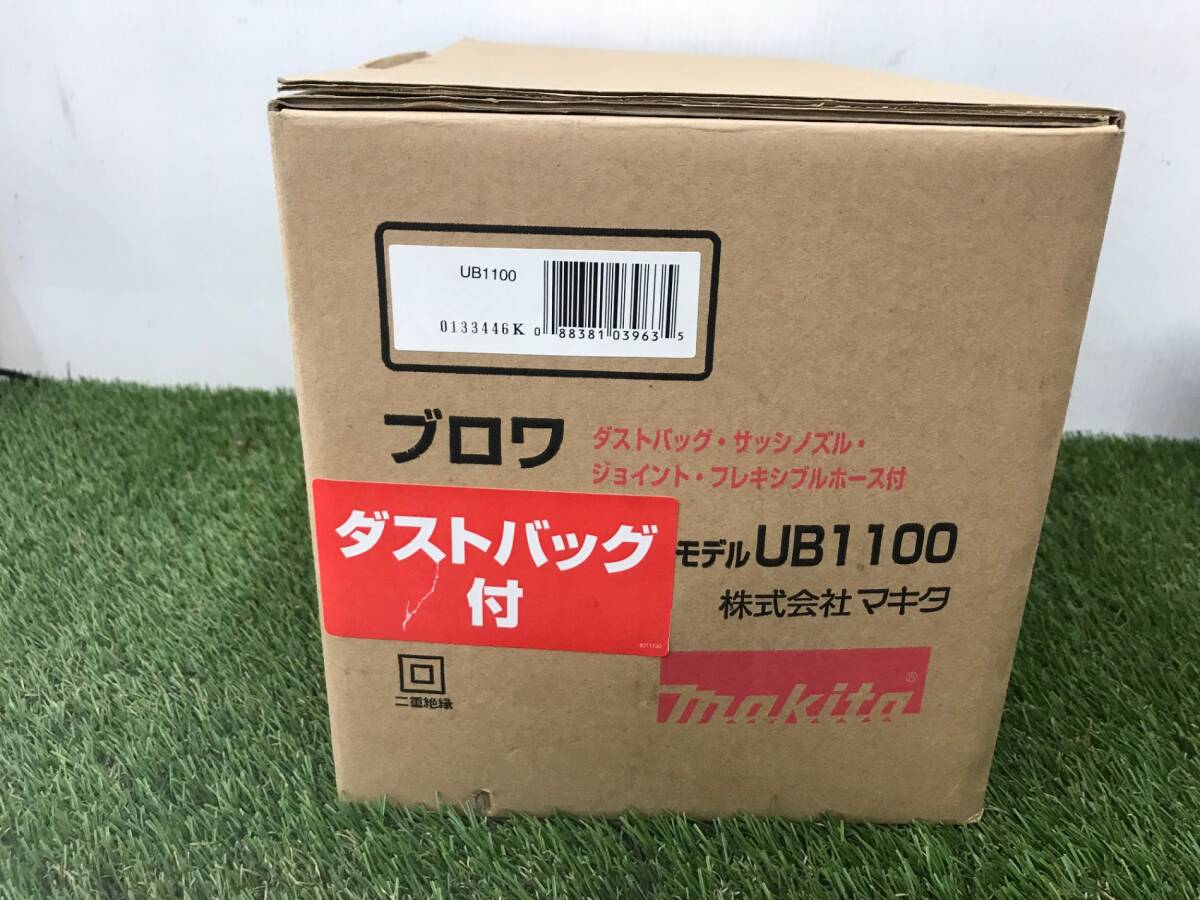 UB1100
0133446K
0 88381 03963 5
ブロワ
ダストバッグ・サッシノズル・
ジョイント・フレキシブルホース付
ダストバッグ
付
モデル UB1100
株式会社 マキタ
二重絶縁
makita®